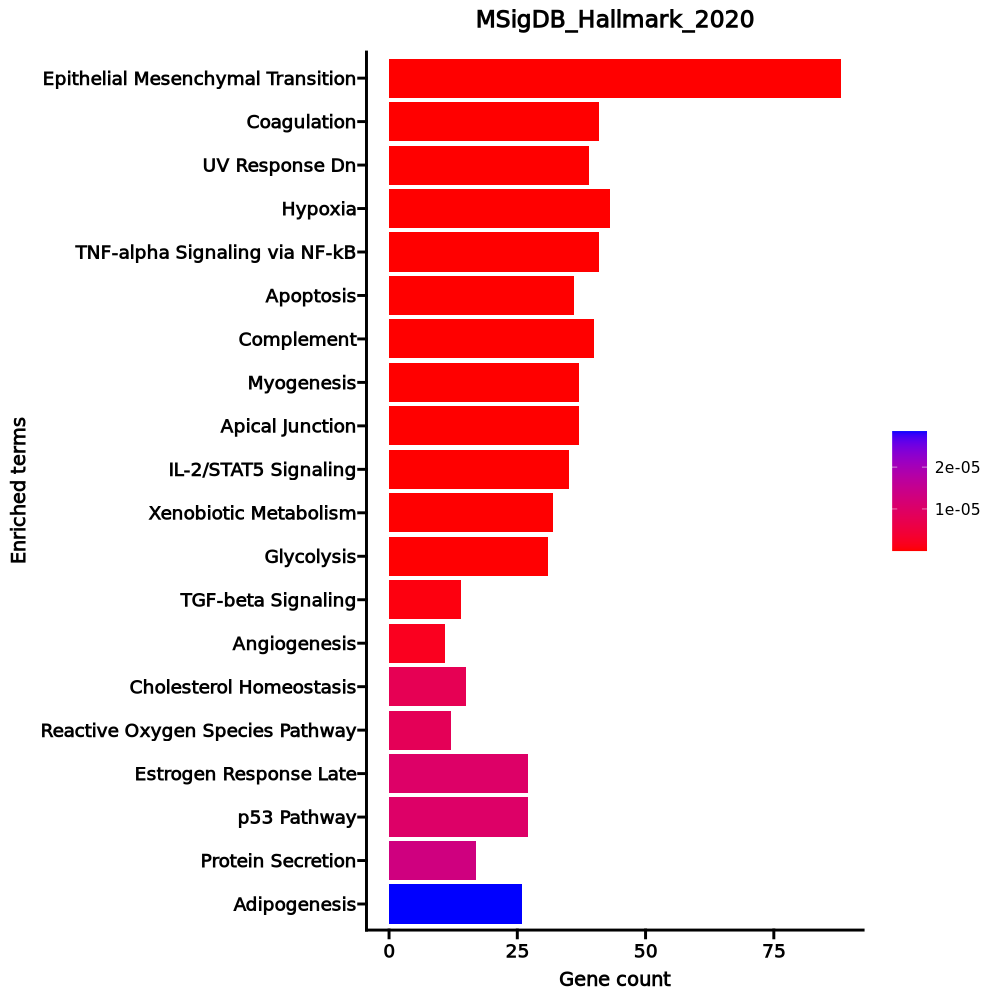 MSigDB_Hallmark_2020
Epithelial Mesenchymal Transition
Coagulation
UV Response Dn
Hypoxia
TNF-alpha Signaling via NF-kB
Apoptosis
Complement
Myogenesis
Apical Junction
IL-2/STAT5 Signaling
Xenobiotic Metabolism
Glycolysis
TGF-beta Signaling
Angiogenesis
Cholesterol Homeostasis
Reactive Oxygen Species Pathway
Estrogen Response Late
p53 Pathway
Protein Secretion
Adipogenesis
Enriched terms
0 25 50 75
Gene count
2e-05
1e-05